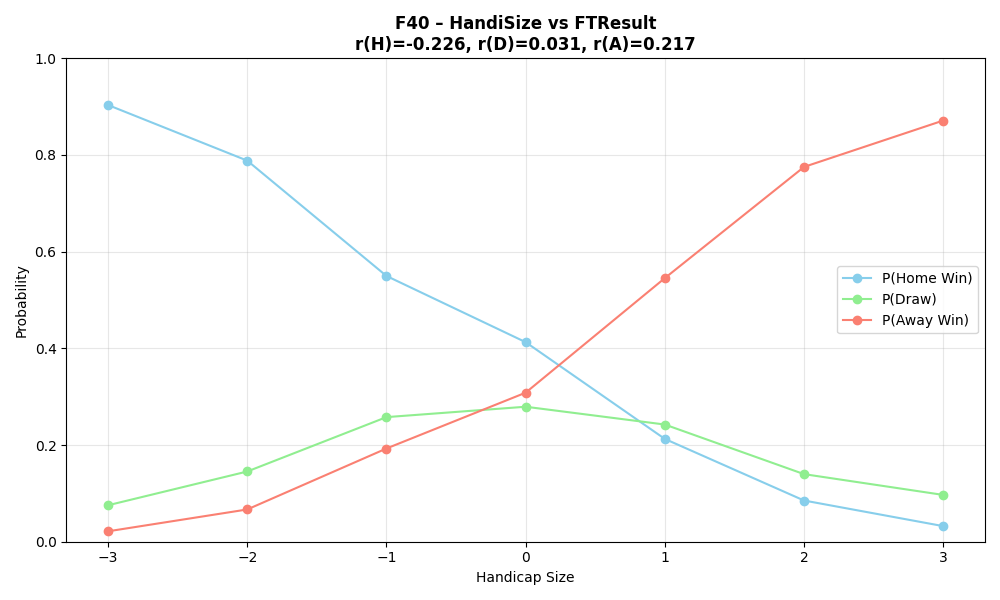 F40 – HandiSize vs FTResult
r(H)=-0.226, r(D)=0.031, r(A)=0.217
1.0
0.8
0.6
0.4
0.2
0.0
Probability
P(Home Win)
P(Draw)
P(Away Win)
−3 −2 −1 0 1 2 3
Handicap Size